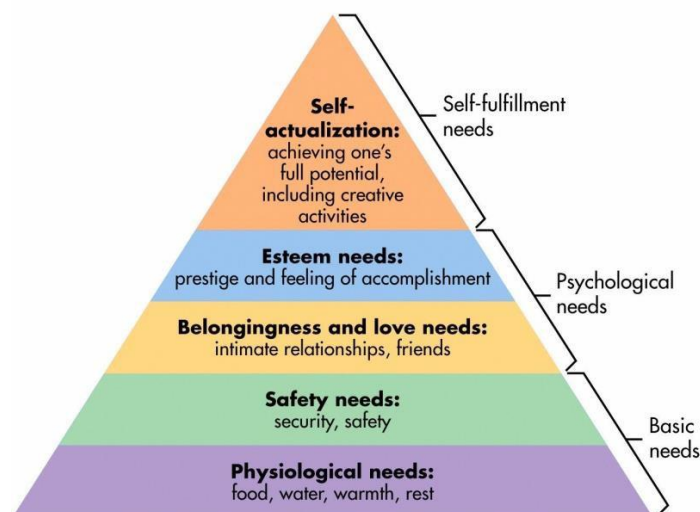 Self-
actualization:
achieving one's
full potential,
including creative
activities
Self-fulfillment
needs
Esteem needs:
prestige and feeling of accomplishment
Psychological
needs
Belongingness and love needs:
intimate relationships, friends
Safety needs:
security, safety
Basic
needs
Physiological needs:
food, water, warmth, rest